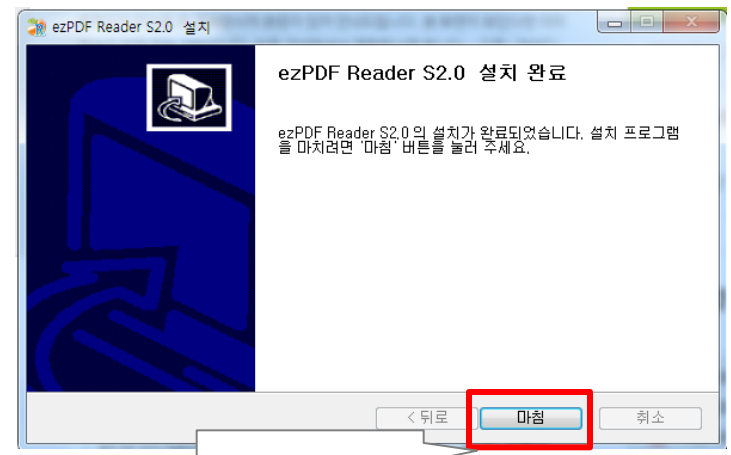 ezPDF Reader S2.0 설치
ezPDF Reader S2.0 설치 완료
ezPDF Reader S2.0 의 설치가 완료되었습니다. 설치 프로그램
을 마치려면 '마침' 버튼을 눌러 주세요.
< 뒤로 마침 취소